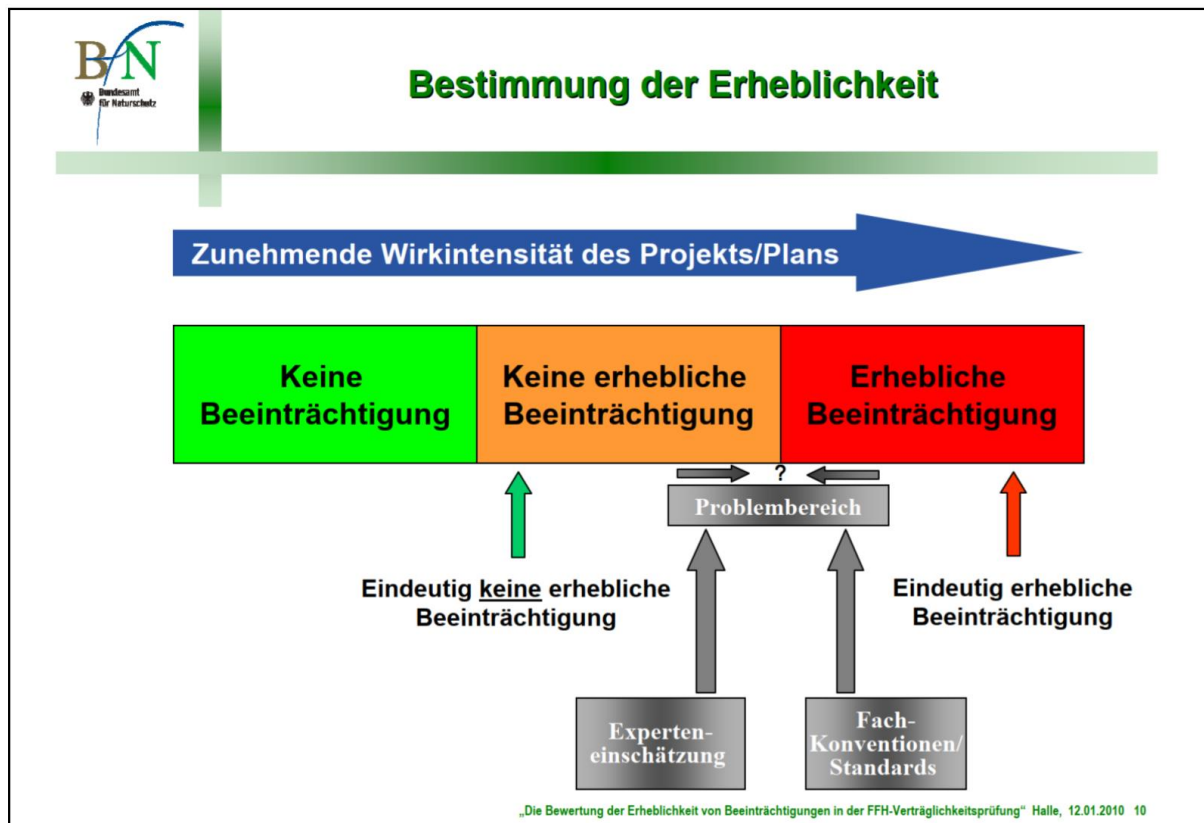 BfN
Bundesamt
für Naturschutz
Bestimmung der Erheblichkeit
Zunehmende Wirkintensität des Projekts/Plans
Keine
Beeinträchtigung
Keine erhebliche
Beeinträchtigung
Erhebliche
Beeinträchtigung
?
Problembereich
Eindeutig keine erhebliche
Beeinträchtigung
Eindeutig erhebliche
Beeinträchtigung
Experten-
einschätzung
Fach-
Konventionen/
Standards
„Die Bewertung der Erheblichkeit von Beeinträchtigungen in der FFH-Verträglichkeitsprüfung“ Halle, 12.01.2010 10